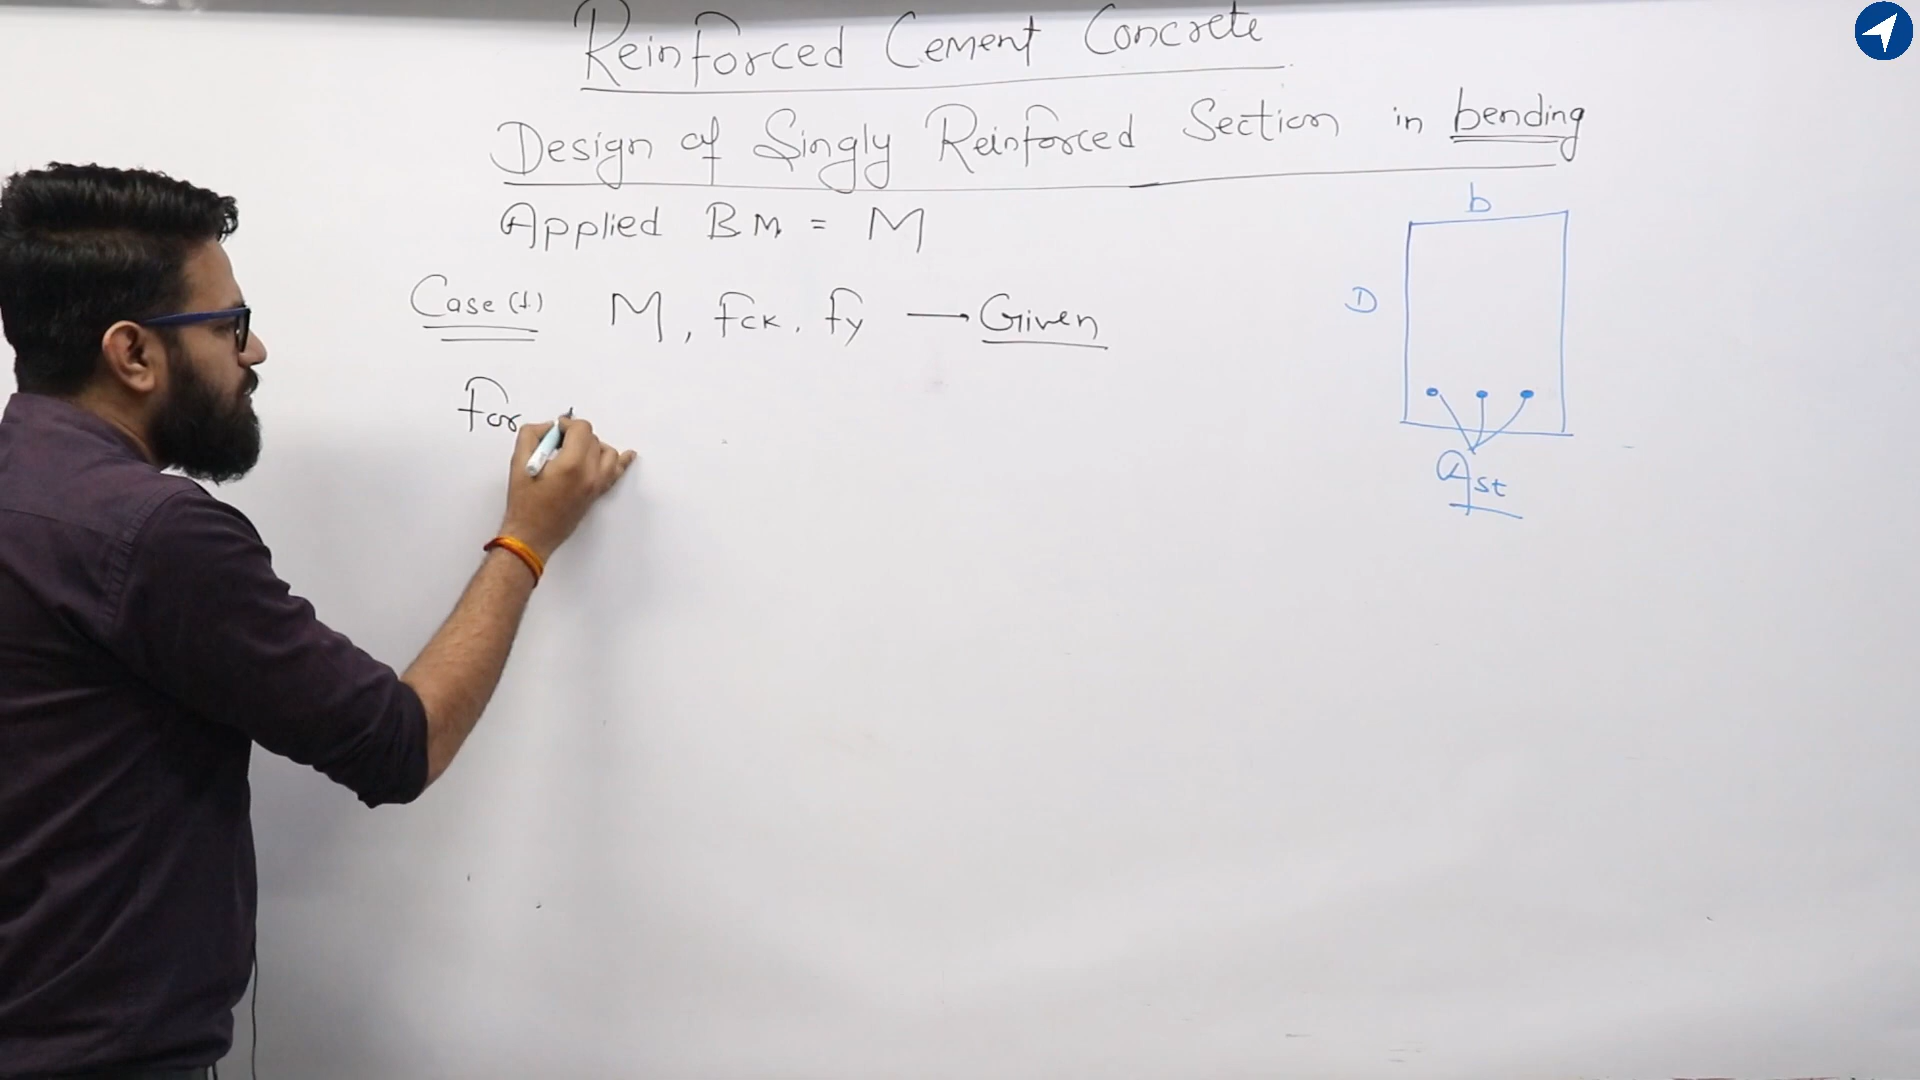 Reinforced Cement Concrete
Design of Singly Reinforced Section in bending
Applied BM = M
Case (1) M, fck, fy → Given
for
b
D
Ast